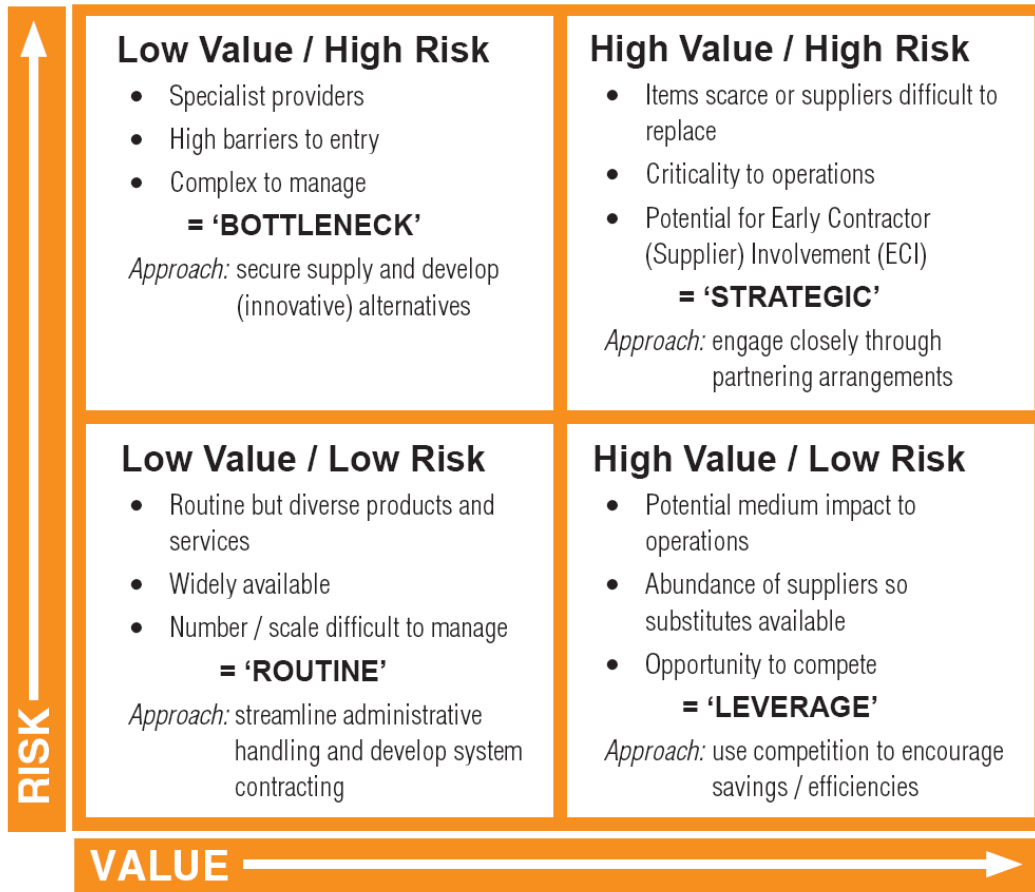 Low Value / High Risk
• Specialist providers
• High barriers to entry
• Complex to manage
= ‘BOTTLENECK’
Approach: secure supply and develop
(innovative) alternatives
High Value / High Risk
• Items scarce or suppliers difficult to
replace
• Criticality to operations
• Potential for Early Contractor
(Supplier) Involvement (ECI)
= ‘STRATEGIC’
Approach: engage closely through
partnering arrangements
Low Value / Low Risk
• Routine but diverse products and
services
• Widely available
• Number / scale difficult to manage
= ‘ROUTINE’
Approach: streamline administrative
handling and develop system
contracting
High Value / Low Risk
• Potential medium impact to
operations
• Abundance of suppliers so
substitutes available
• Opportunity to compete
= ‘LEVERAGE’
Approach: use competition to encourage
savings / efficiencies
RISK
VALUE